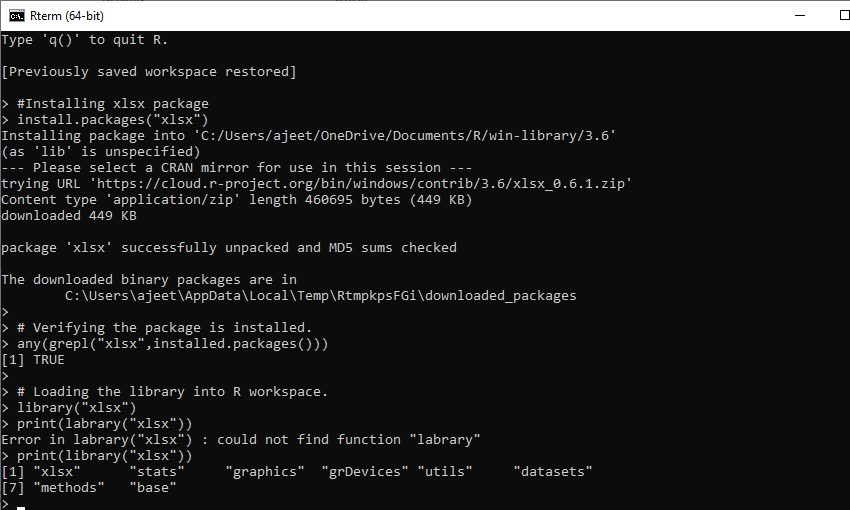 Rterm (64-bit)
Type 'q()' to quit R.
[Previously saved workspace restored]
> #Installing xlsx package
> install.packages("xlsx")
Installing package into 'C:/Users/ajeet/OneDrive/Documents/R/win-library/3.6'
(as 'lib' is unspecified)
--- Please select a CRAN mirror for use in this session ---
trying URL 'https://cloud.r-project.org/bin/windows/contrib/3.6/xlsx_0.6.1.zip'
Content type 'application/zip' length 460695 bytes (449 KB)
downloaded 449 KB
package 'xlsx' successfully unpacked and MD5 sums checked
The downloaded binary packages are in
        C:\Users\ajeet\AppData\Local\Temp\RtmpkpsFGi\downloaded_packages
>
> # Verifying the package is installed.
> any(grepl("xlsx",installed.packages()))
[1] TRUE
>
> # Loading the library into R workspace.
> library("xlsx")
> print(labrary("xlsx"))
Error in labrary("xlsx") : could not find function "labrary"
> print(library("xlsx"))
[1] "xlsx"      "stats"     "graphics"  "grDevices" "utils"     "datasets"
[7] "methods"   "base"
>